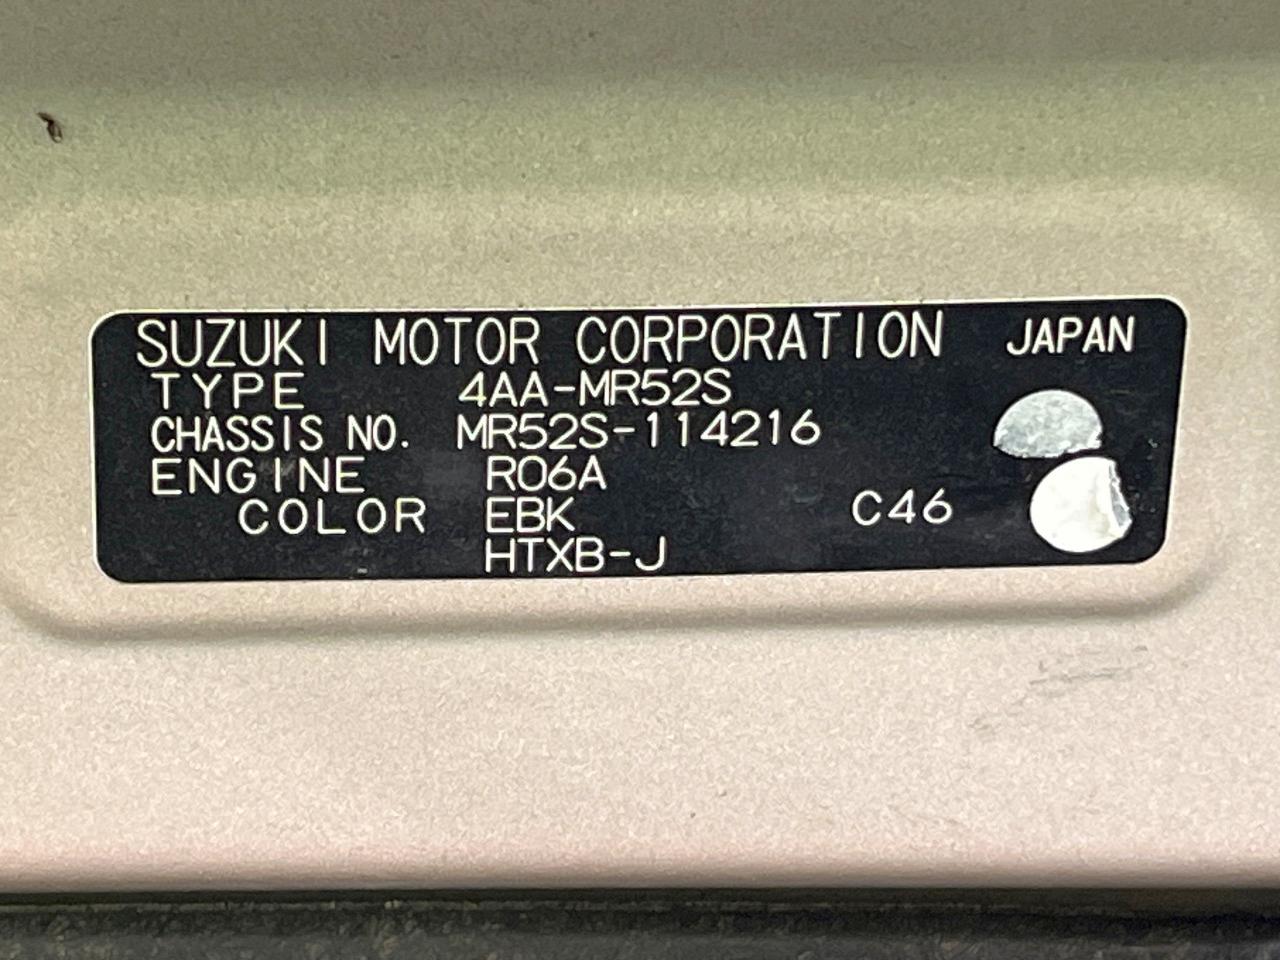 SUZUKI MOTOR CORPORATION JAPAN
TYPE 4AA-MR52S
CHASSIS NO. MR52S-114216
ENGINE R06A
COLOR EBK C46
HTXB-J